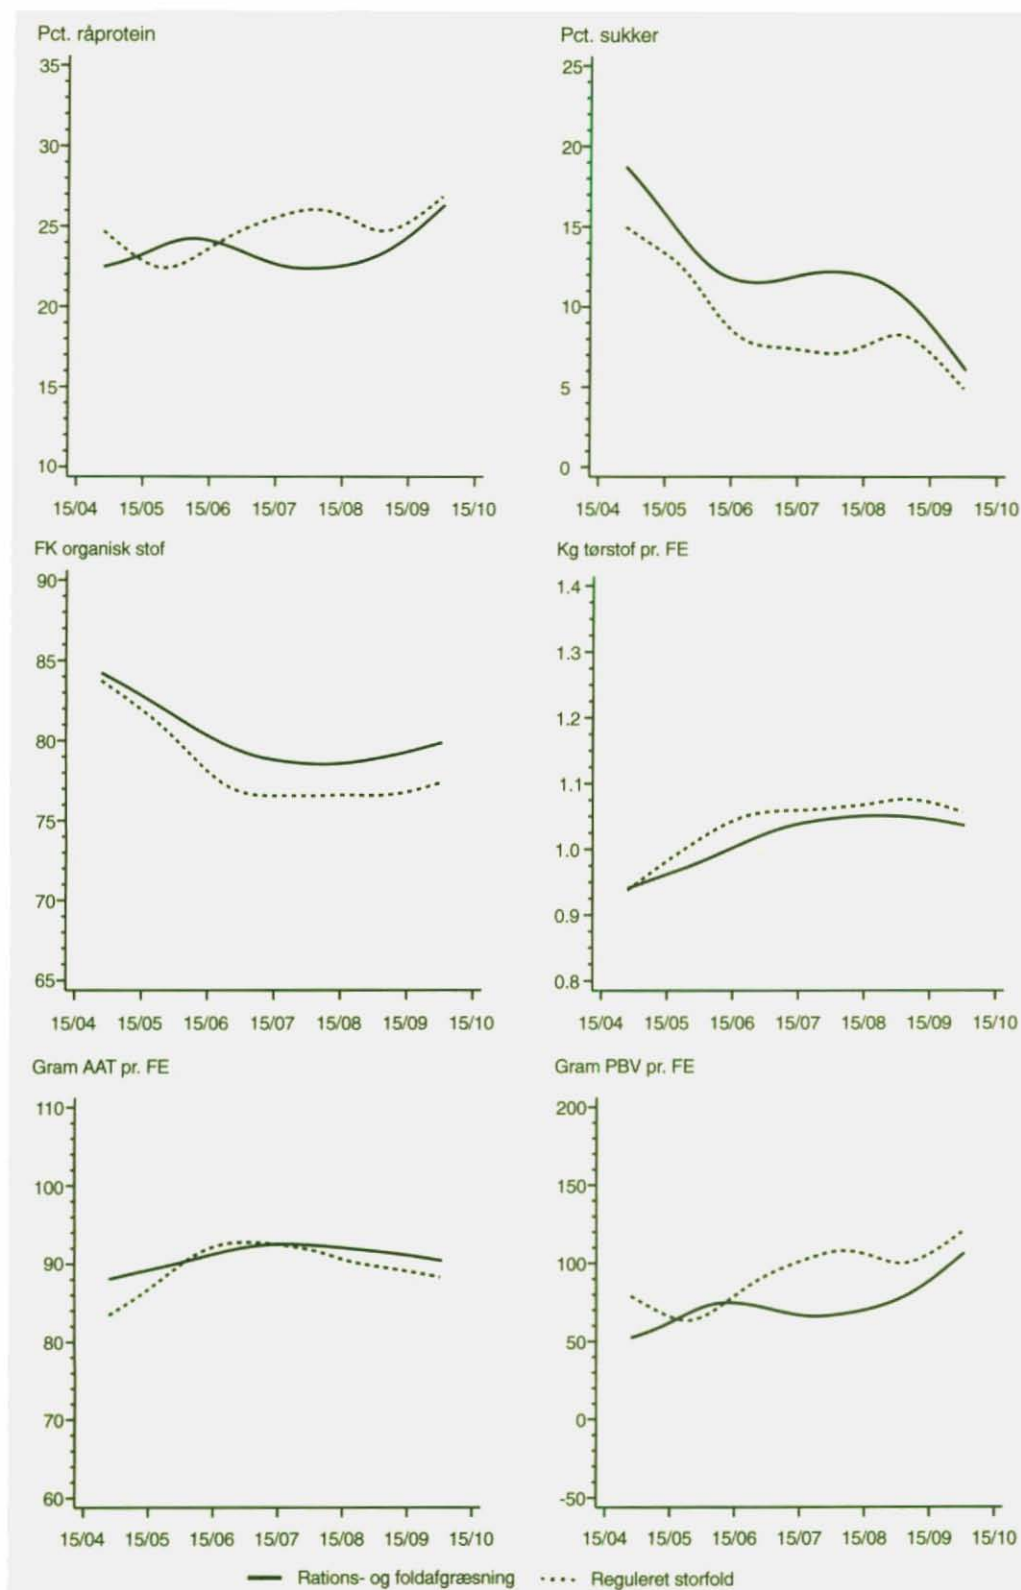 Pct. råprotein
35
30
25
20
15
10
15/04 15/05 15/06 15/07 15/08 15/09 15/10
Pct. sukker
25
20
15
10
5
0
15/04 15/05 15/06 15/07 15/08 15/09 15/10
FK organisk stof
90
85
80
75
70
65
15/04 15/05 15/06 15/07 15/08 15/09 15/10
Kg tørstof pr. FE
1.4
1.3
1.2
1.1
1.0
0.9
0.8
15/04 15/05 15/06 15/07 15/08 15/09 15/10
Gram AAT pr. FE
110
100
90
80
70
60
15/04 15/05 15/06 15/07 15/08 15/09 15/10
Gram PBV pr. FE
200
150
100
50
0
-50
15/04 15/05 15/06 15/07 15/08 15/09 15/10
Rations- og foldafgræsning Reguleret storfold